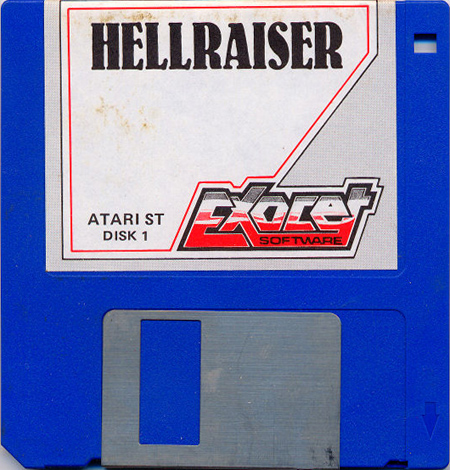 HELLRAISER
ATARI ST
DISK 1
Exocet
SOFTWARE